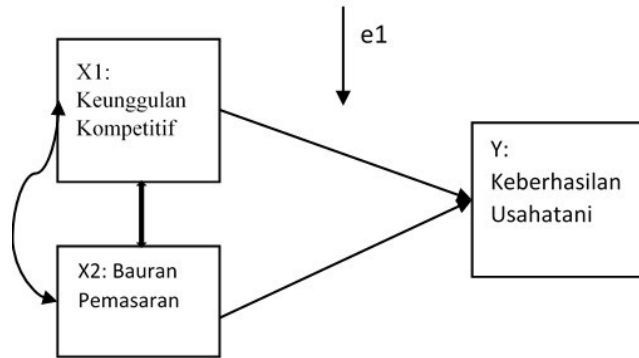 e1
X1:
Keunggulan
Kompetitif
Y:
Keberhasilan
Usahatani
X2: Bauran
Pemasaran